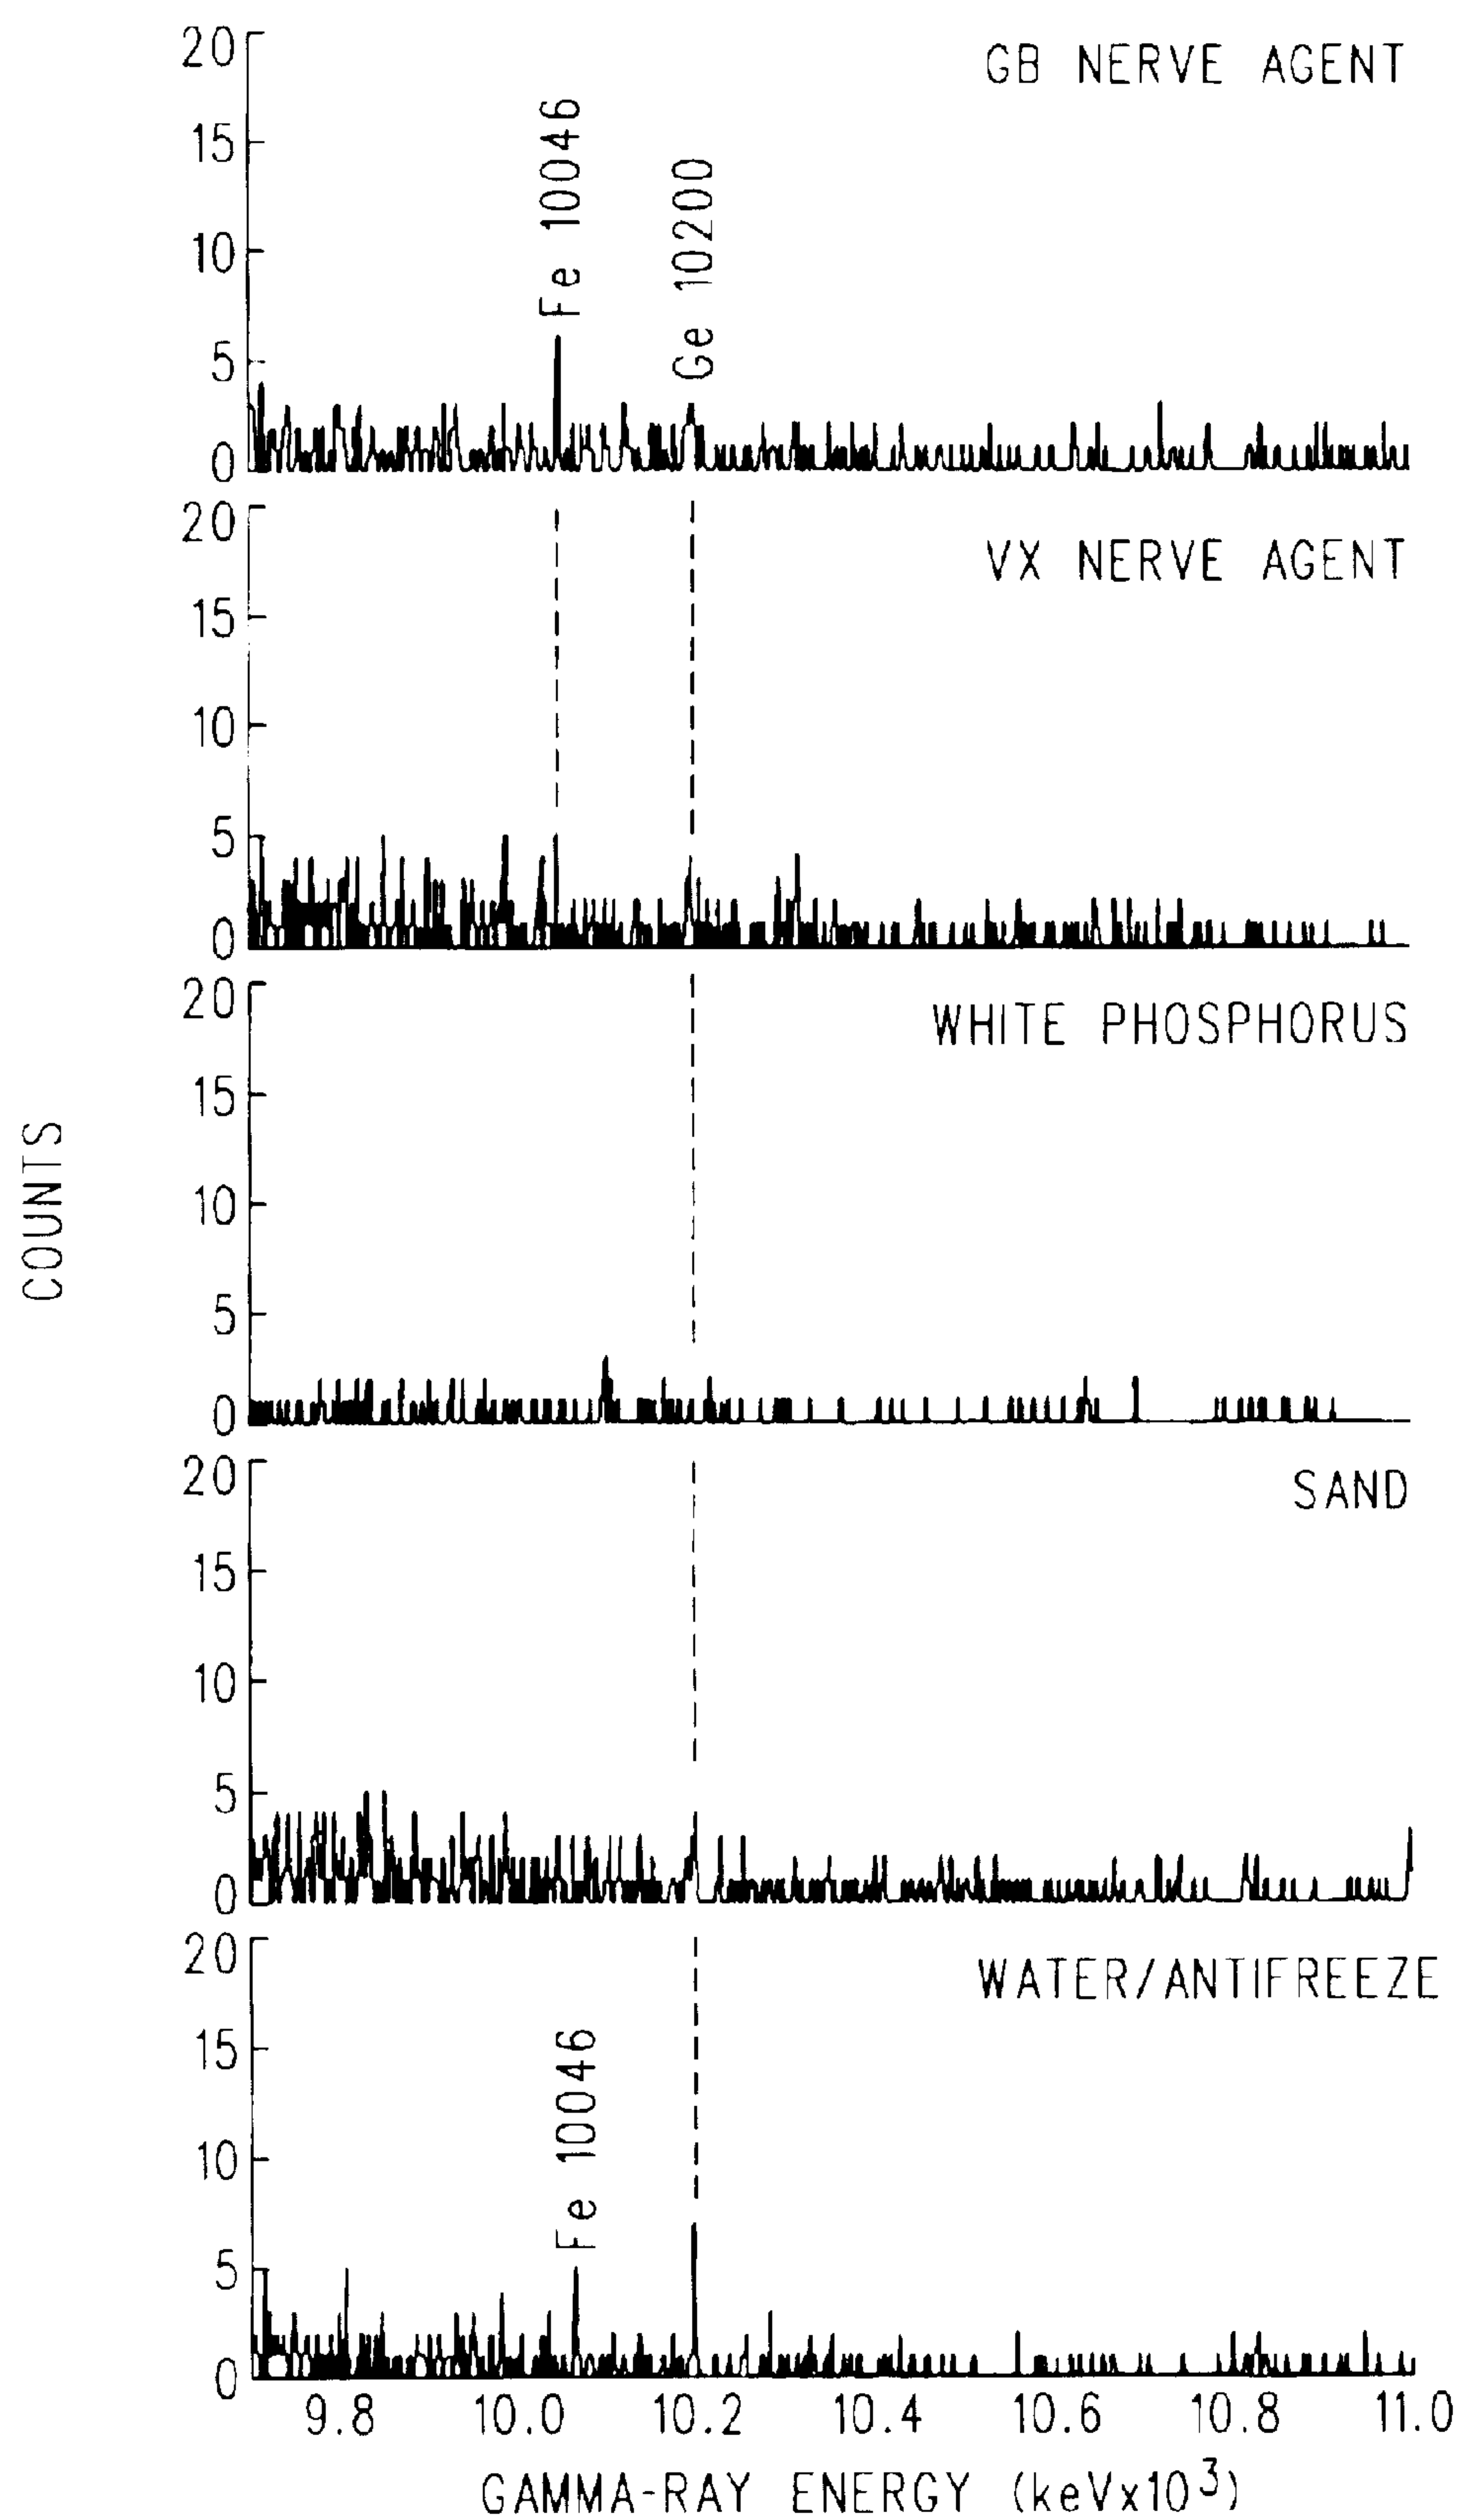 20
GB NERVE AGENT
15
10
5
0
Fe 10046
Ge 10200
20
VX NERVE AGENT
15
10
5
0
20
WHITE PHOSPHORUS
15
10
5
0
COUNTS
20
SAND
15
10
5
0
20
WATER/ANTIFREEZE
15
10
5
0
Fe 10046
9.8 10.0 10.2 10.4 10.6 10.8 11.0
GAMMA-RAY ENERGY (keVx10³)